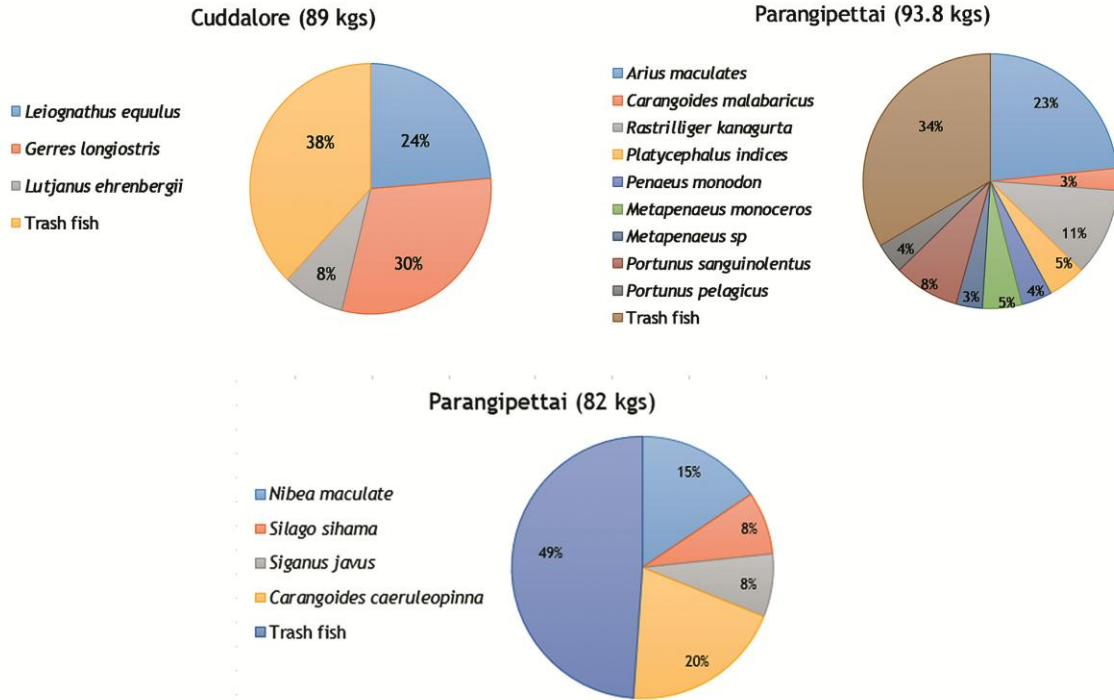 Cuddalore (89 kgs)
Leiognathus equulus
Gerres longiostris
Lutjanus ehrenbergii
Trash fish
24%
30%
8%
38%
Parangipettai (93.8 kgs)
Arius maculates
Carangoides malabaricus
Rastrilliger kanagurta
Platycephalus indices
Penaeus monodon
Metapenaeus monoceros
Metapenaeus sp
Portunus sanguinolentus
Portunus pelagicus
Trash fish
23%
3%
11%
5%
4%
5%
3%
8%
4%
34%
Parangipettai (82 kgs)
Nibea maculate
Silago sihama
Siganus javus
Carangoides caeruleopinna
Trash fish
15%
8%
8%
20%
49%